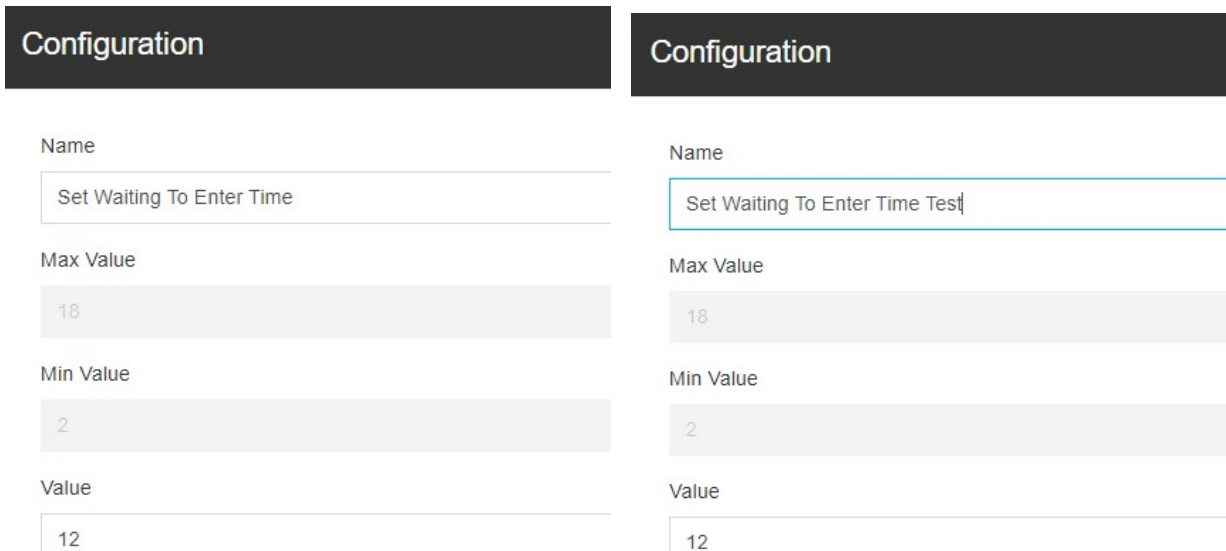 Configuration
Name
Set Waiting To Enter Time
Max Value
18
Min Value
2
Value
12
Configuration
Name
Set Waiting To Enter Time Test
Max Value
18
Min Value
2
Value
12